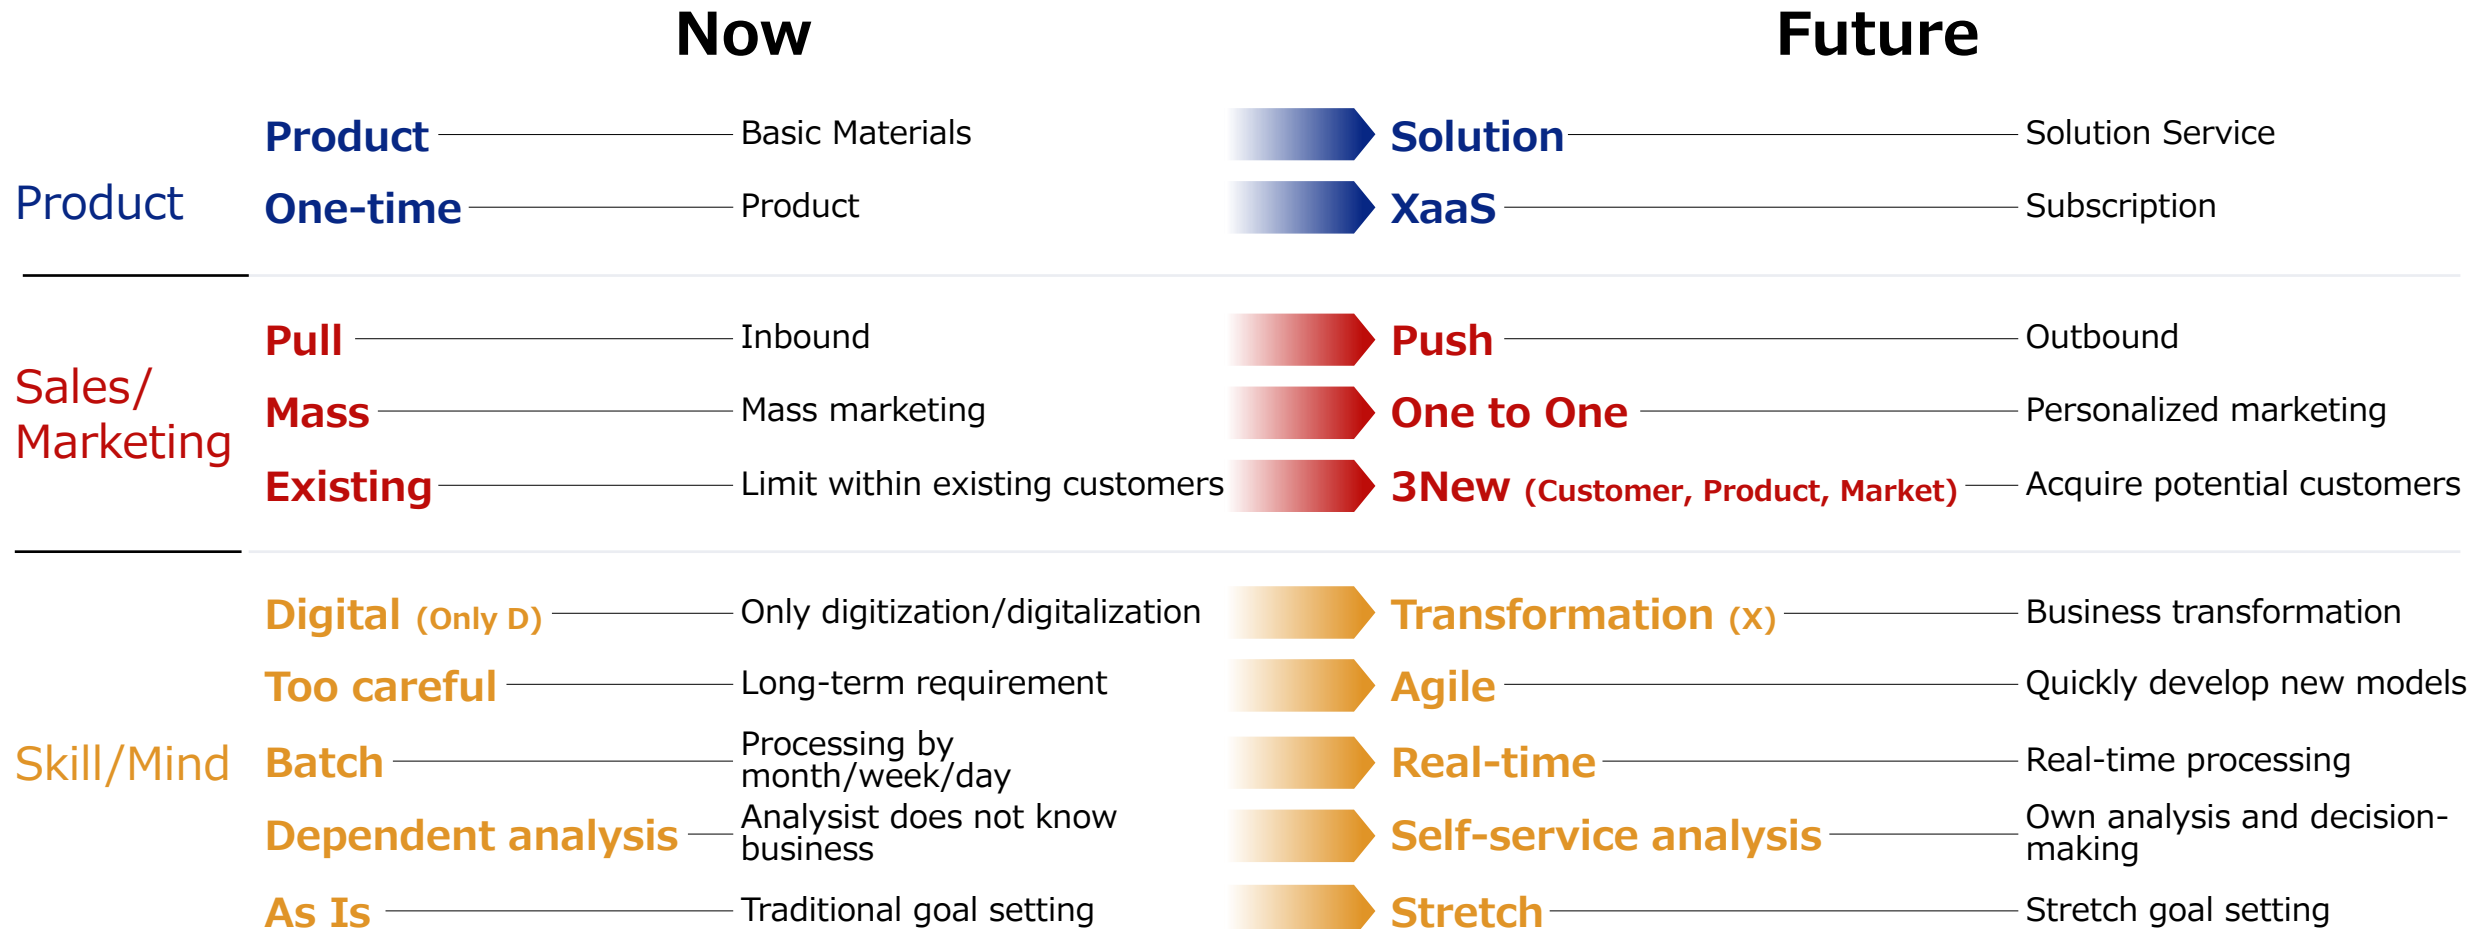 Now Future
Product Basic Materials Solution Solution Service
Product
One-time Product XaaS Subscription
Pull Inbound Push Outbound
Sales/
Marketing
Mass Mass marketing One to One Personalized marketing
Existing Limit within existing customers 3New (Customer, Product, Market) Acquire potential customers
Digital (Only D) Only digitization/digitalization Transformation (X) Business transformation
Too careful Long-term requirement Agile Quickly develop new models
Skill/Mind
Batch Processing by
month/week/day
Real-time Real-time processing
Dependent analysis Analysist does not know
business
Self-service analysis Own analysis and decision-
making
As Is Traditional goal setting Stretch Stretch goal setting